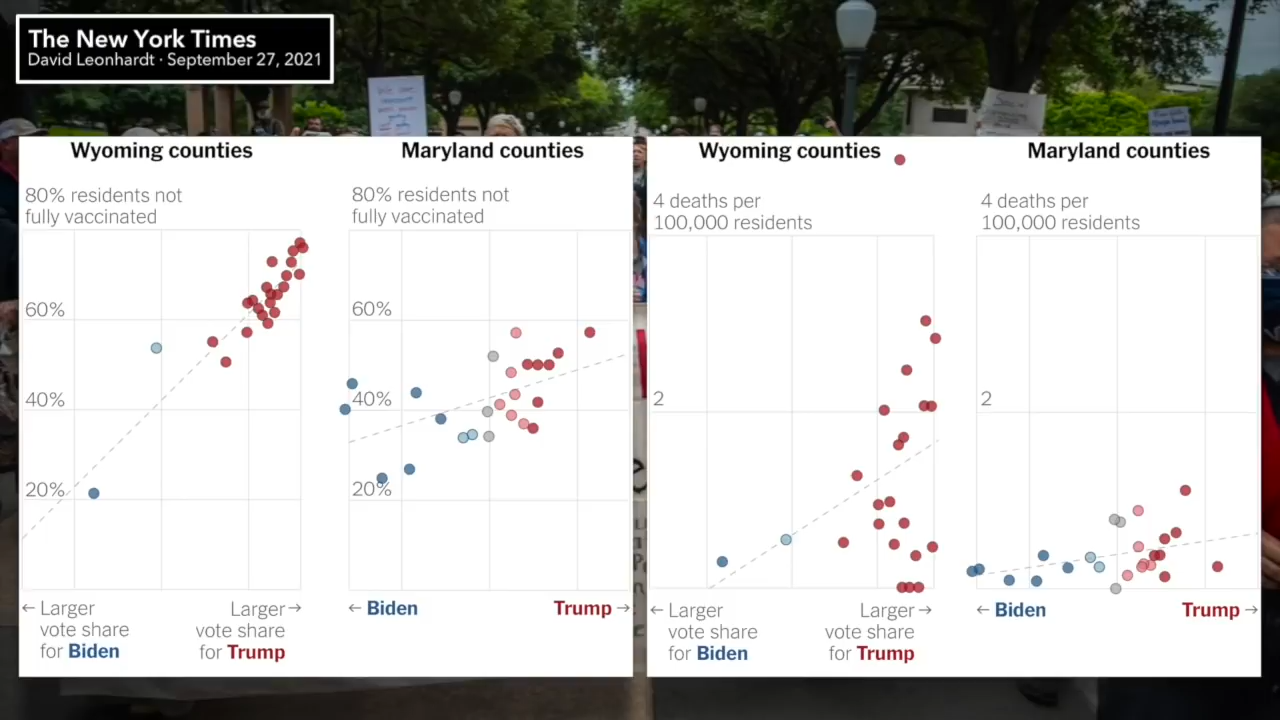 The New York Times
David Leonhardt · September 27, 2021
Wyoming counties
80% residents not
fully vaccinated
60%
40%
20%
← Larger
vote share
for Biden
Larger →
vote share
for Trump
Maryland counties
80% residents not
fully vaccinated
60%
40%
20%
← Biden
Trump →
Wyoming counties
4 deaths per
100,000 residents
2
← Larger
vote share
for Biden
Larger →
vote share
for Trump
Maryland counties
4 deaths per
100,000 residents
2
← Biden
Trump →